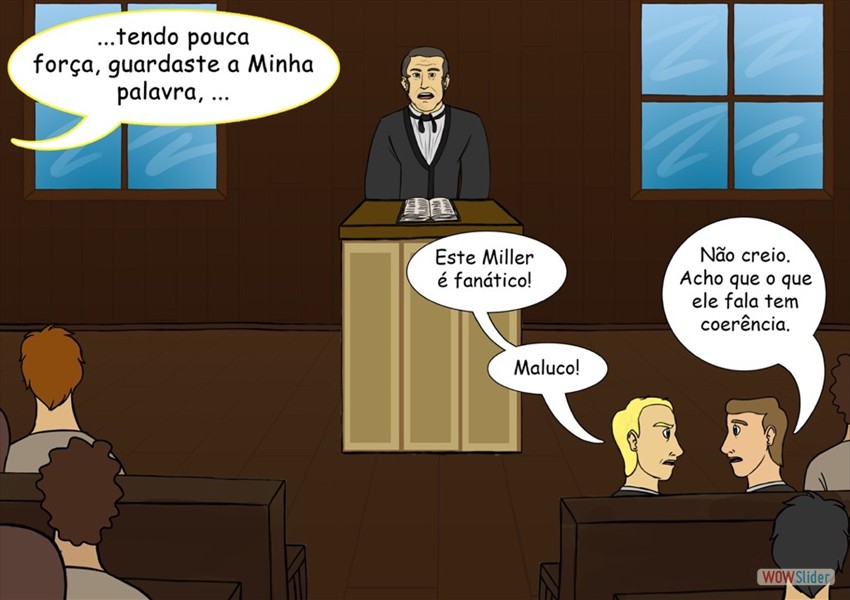 ...tendo pouca
força, guardaste a Minha
palavra, ...
Este Miller
é fanático!
Maluco!
Não creio.
Acho que o que
ele fala tem
coerência.
WOWSlider